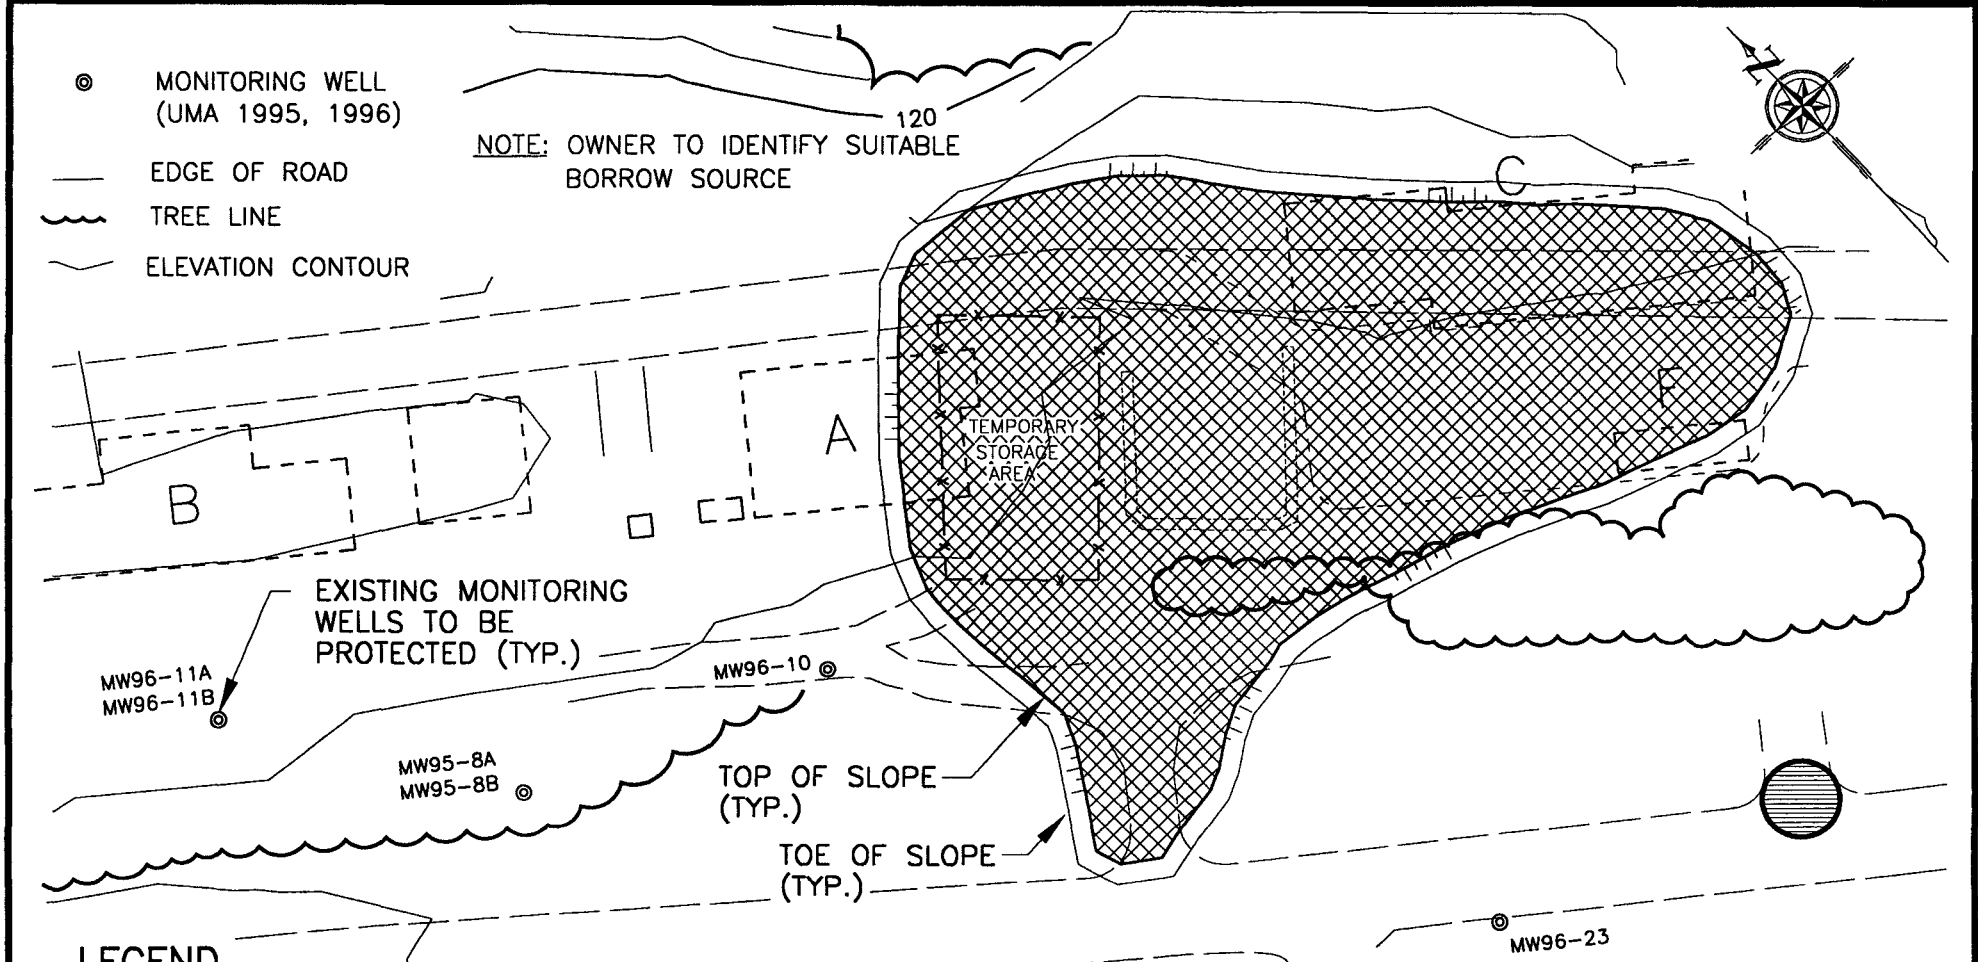 MONITORING WELL
(UMA 1995, 1996)
EDGE OF ROAD
TREE LINE
ELEVATION CONTOUR
120
NOTE: OWNER TO IDENTIFY SUITABLE
BORROW SOURCE
N
C
F
A
B
TEMPORARY
STORAGE
AREA
EXISTING MONITORING
WELLS TO BE
PROTECTED (TYP.)
MW96-11A
MW96-11B
MW96-10
MW95-8A
MW95-8B
TOP OF SLOPE
(TYP.)
TOE OF SLOPE
(TYP.)
MW96-23
LEGEND